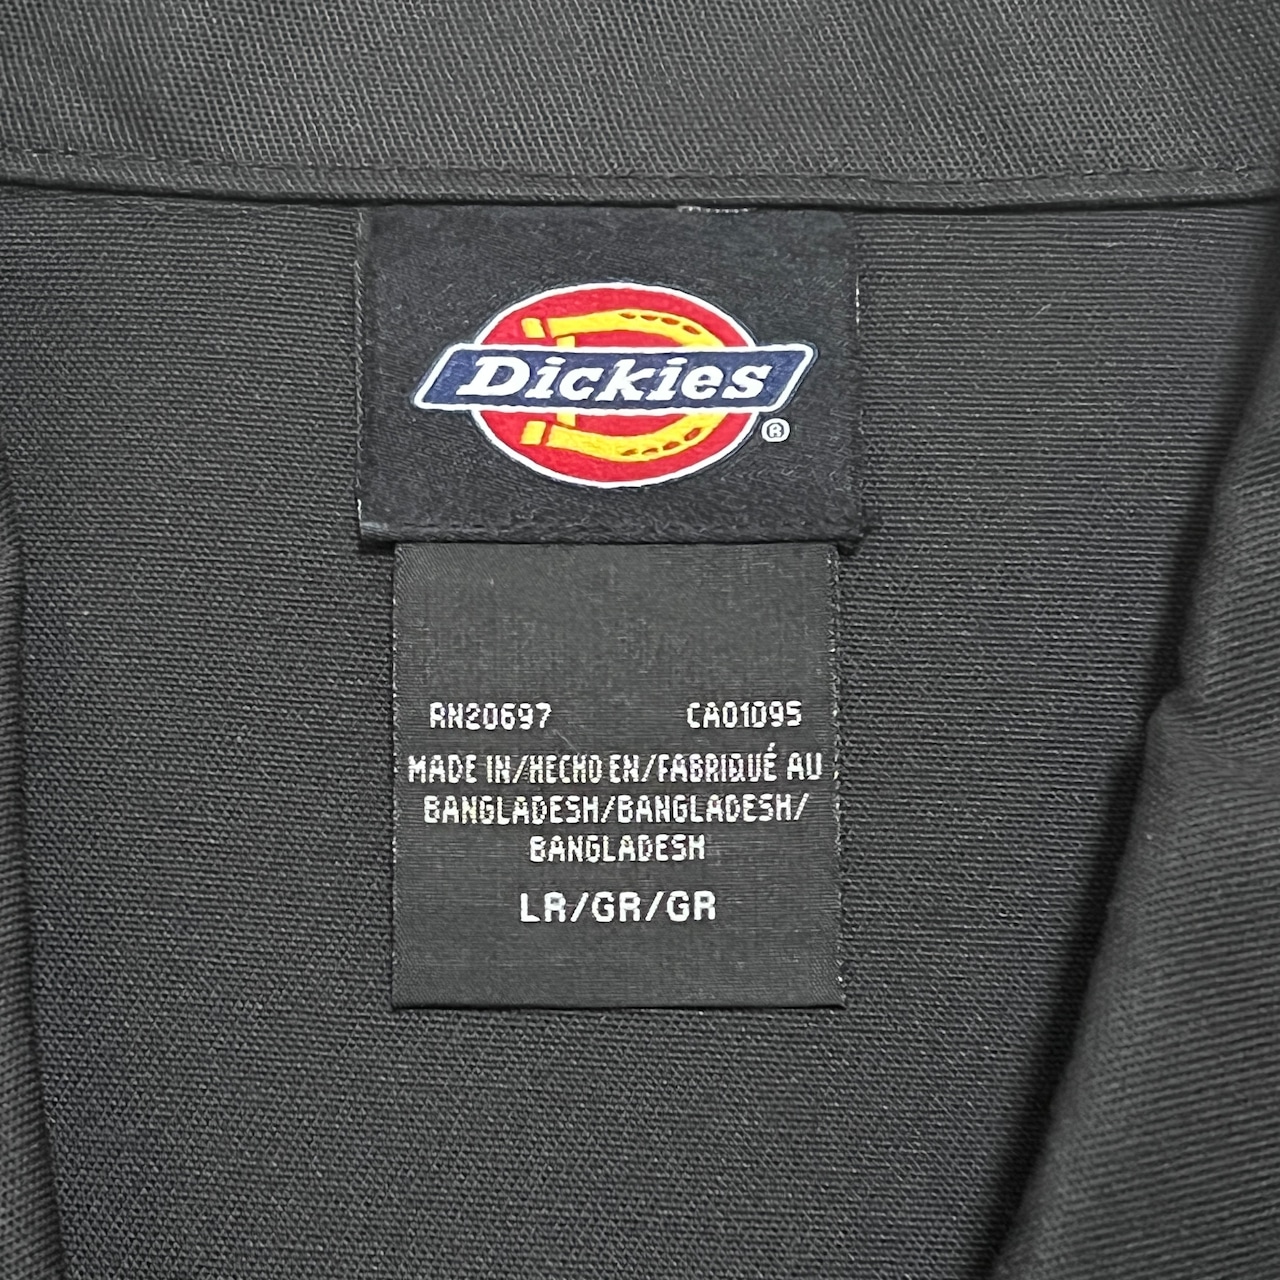 Dickies
®
RN20697 CA01095
MADE IN/HECHO EN/FABRIQUÉ AU
BANGLADESH/BANGLADESH/
BANGLADESH
LR/GR/GR